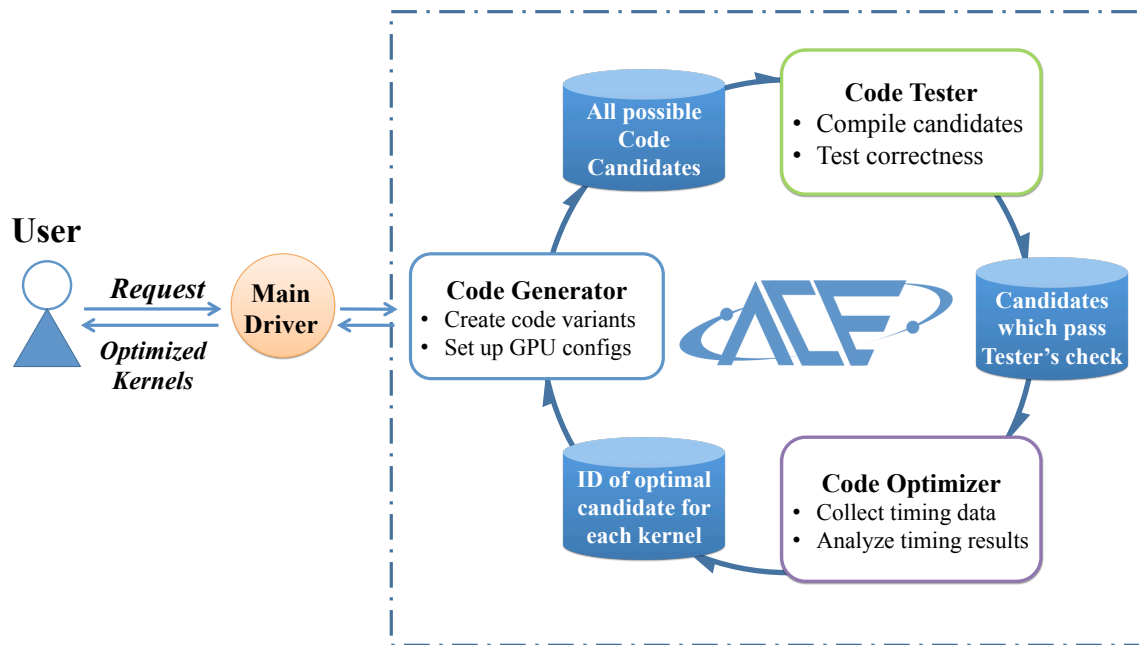 User
Request
Optimized
Kernels
Main
Driver
Code Generator
• Create code variants
• Set up GPU configs
All possible
Code
Candidates
Code Tester
• Compile candidates
• Test correctness
ACE
Candidates
which pass
Tester's check
Code Optimizer
• Collect timing data
• Analyze timing results
ID of optimal
candidate for
each kernel